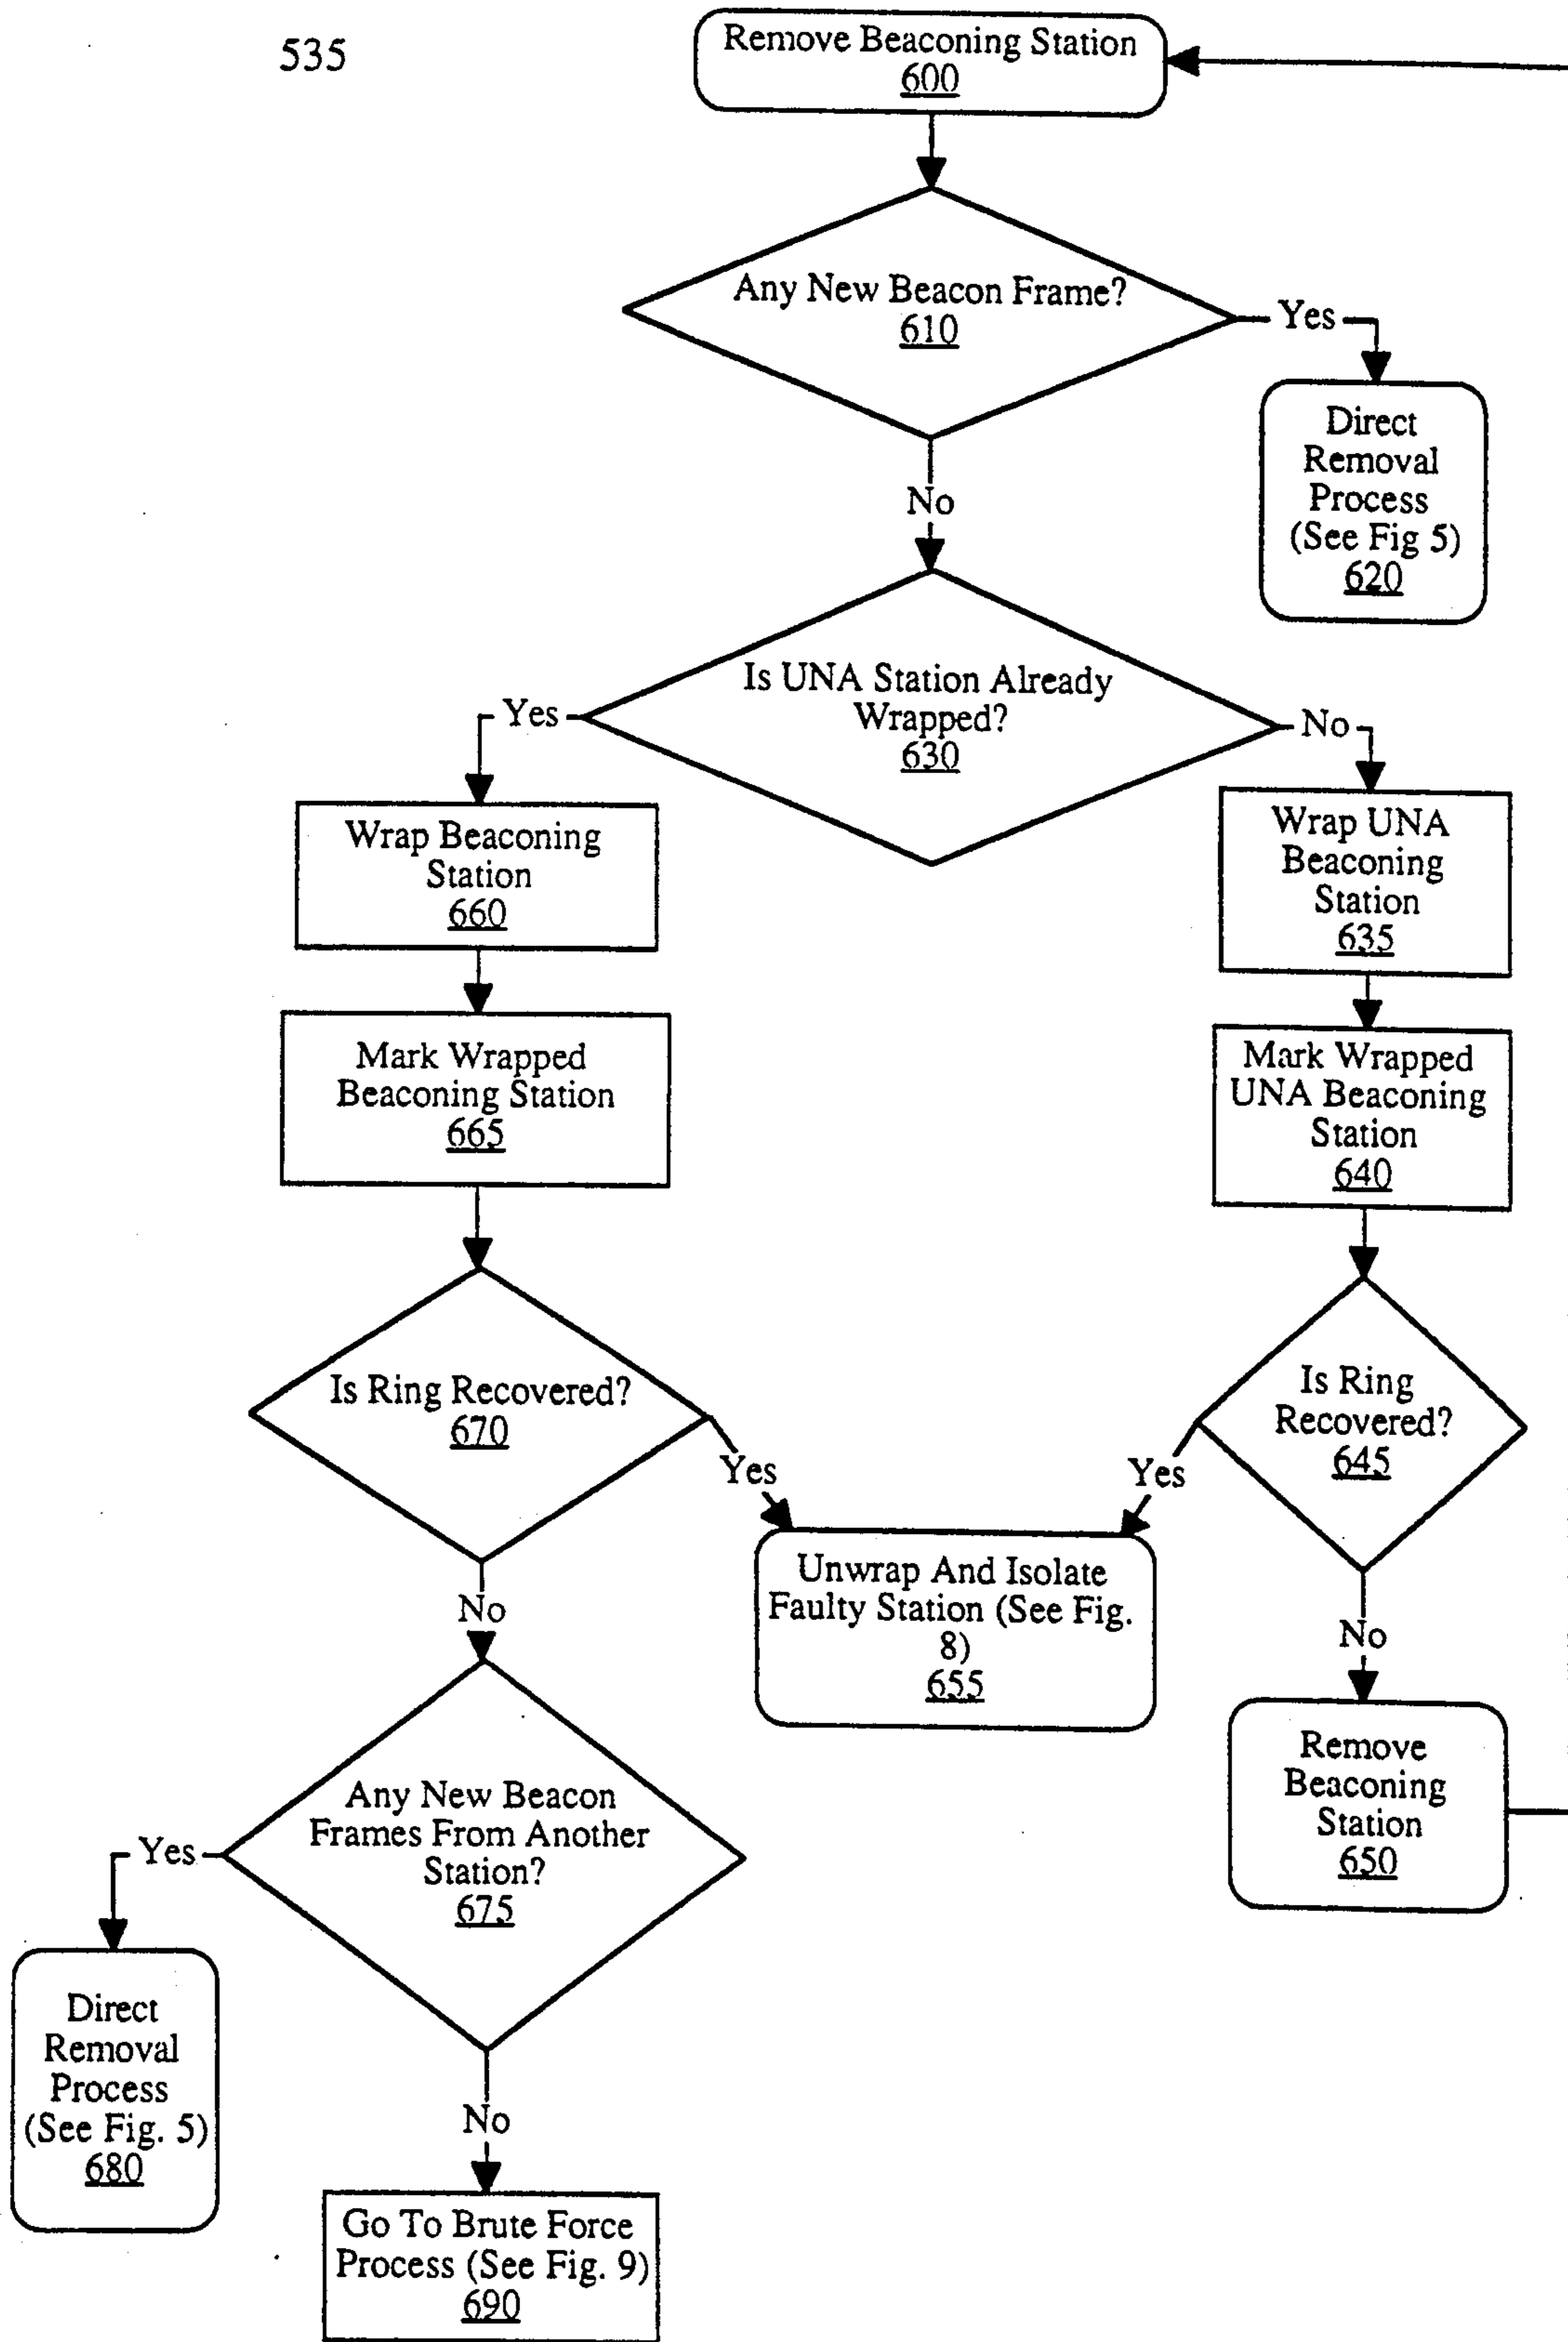 535
Remove Beaconing Station
600
Any New Beacon Frame?
610
Yes
Direct
Removal
Process
(See Fig 5)
620
No
Is UNA Station Already
Wrapped?
630
Yes
No
Wrap Beaconing
Station
660
Wrap UNA
Beaconing
Station
635
Mark Wrapped
Beaconing Station
665
Mark Wrapped
UNA Beaconing
Station
640
Is Ring Recovered?
670
Is Ring
Recovered?
645
Yes
Yes
Unwrap And Isolate
Faulty Station (See Fig.
8)
655
No
No
Remove
Beaconing
Station
650
Any New Beacon
Frames From Another
Station?
675
Yes
Direct
Removal
Process
(See Fig. 5)
680
No
Go To Brute Force
Process (See Fig. 9)
690